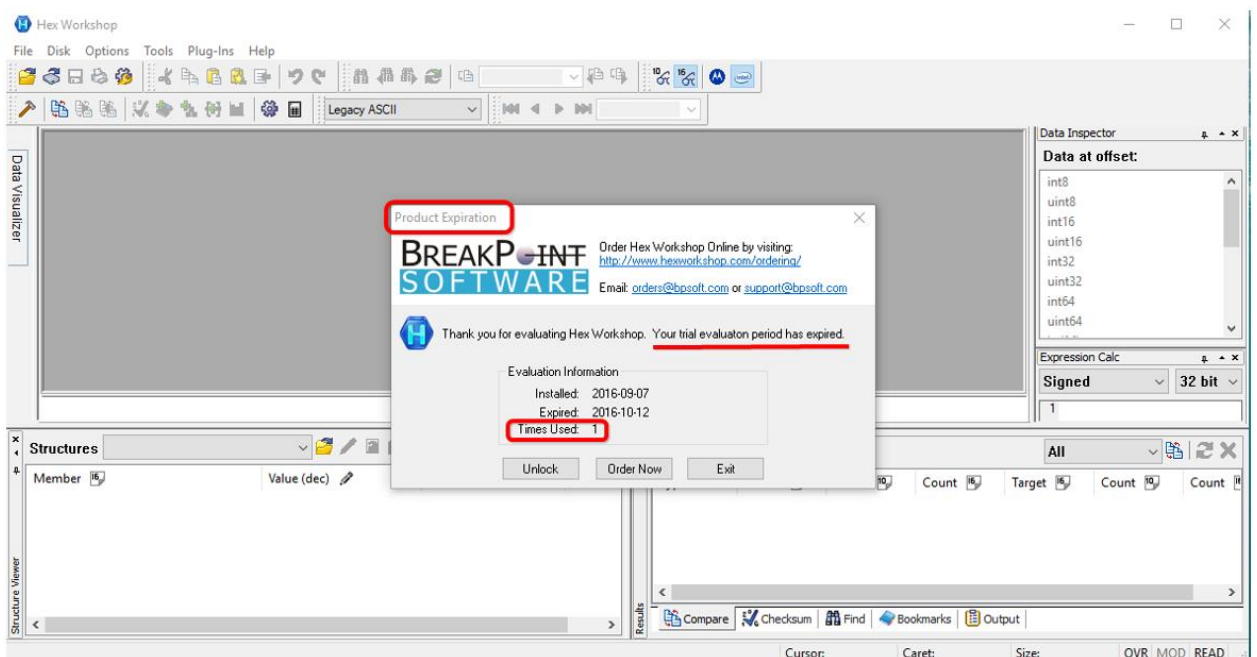 Hex Workshop
File Disk Options Tools Plug-Ins Help
Legacy ASCII
Data Visualizer
Data Inspector
Data at offset:
int8
uint8
int16
uint16
int32
uint32
int64
uint64
Product Expiration
BREAKPOINT
SOFTWARE
Order Hex Workshop Online by visiting:
http://www.hexworkshop.com/ordering/
Email: orders@bpsoft.com or support@bpsoft.com
Thank you for evaluating Hex Workshop. Your trial evaluaton period has expired.
Evaluation Information
Installed: 2016-09-07
Expired: 2016-10-12
Times Used: 1
Unlock Order Now Exit
Expression Calc
Signed 32 bit
1
Structures
Member Value (dec)
Structure Viewer
All
Count Target Count Count
Results
Compare Checksum Find Bookmarks Output
Cursor: Caret: Size: OVR MOD READ